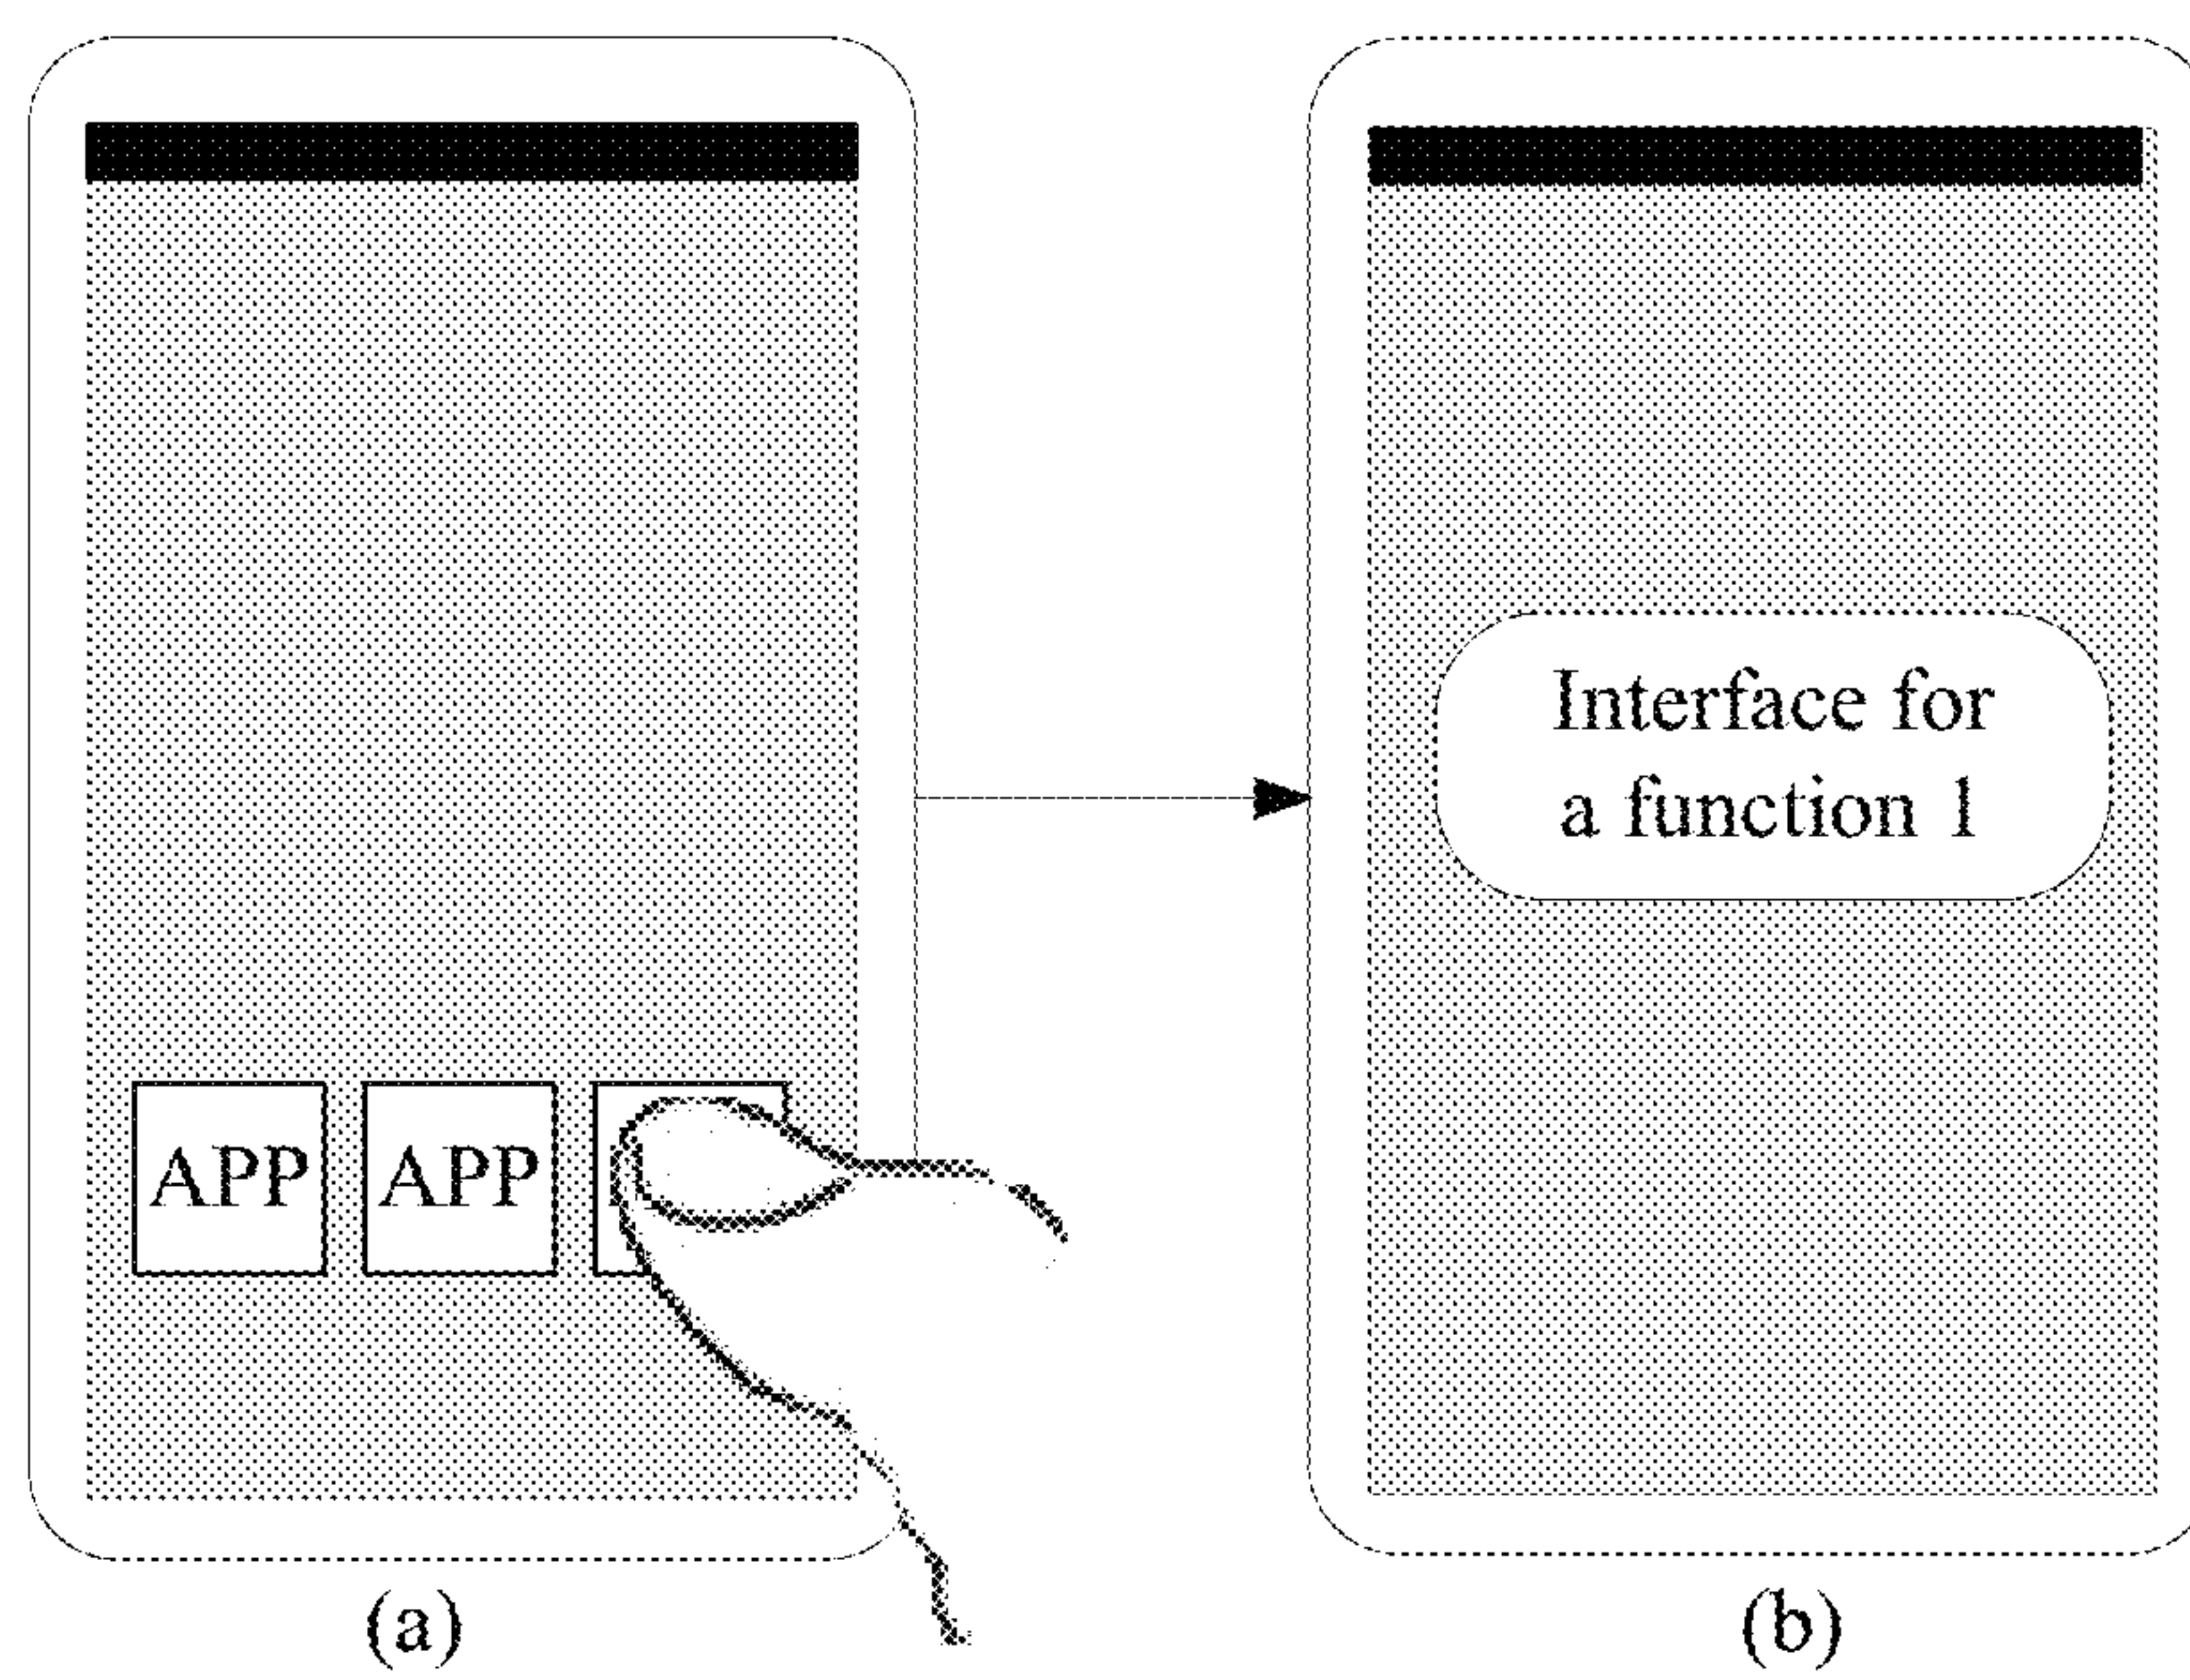 APP APP
Interface for
a function 1
(a)
(b)